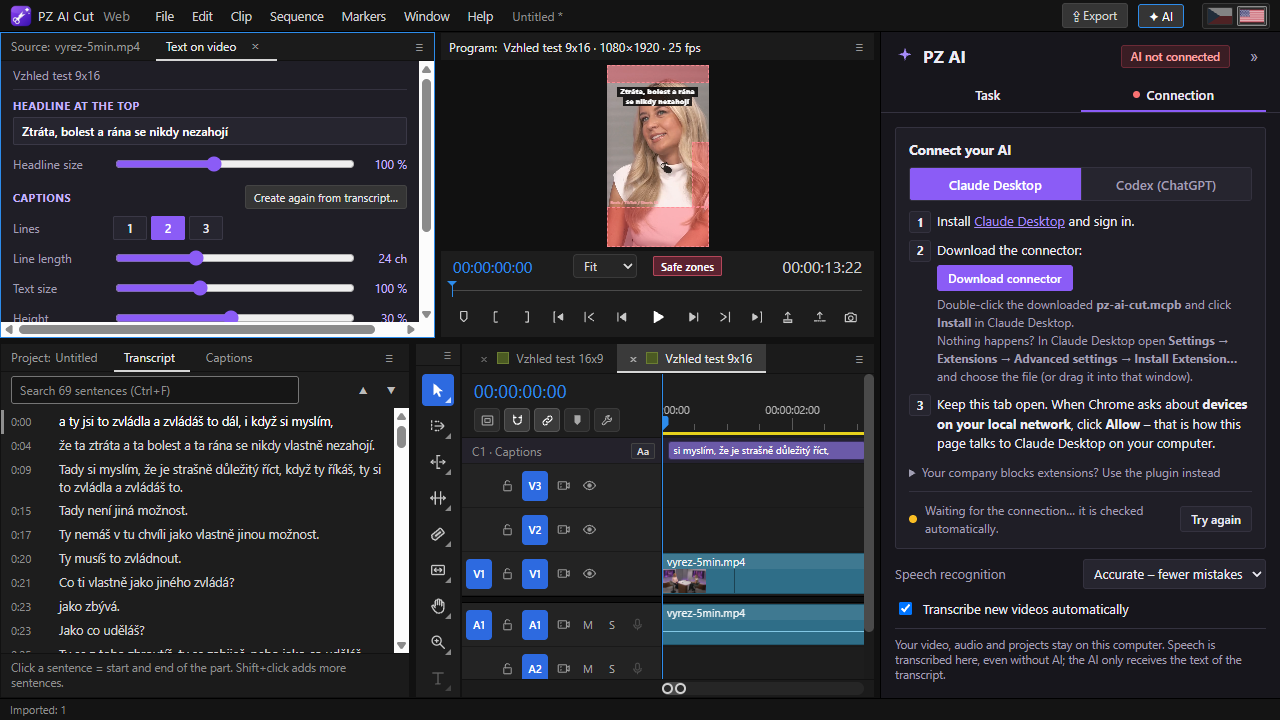 PZ AI Cut Web File Edit Clip Sequence Markers Window Help Untitled * Export AI
Source: vyrez-5min.mp4 Text on video ×
Vzhled test 9x16
HEADLINE AT THE TOP
Ztráta, bolest a rána se nikdy nezahojí
Headline size 100 %
CAPTIONS Create again from transcript...
Lines 1 2 3
Line length 24 ch
Text size 100 %
Height 30 %
Program: Vzhled test 9x16 · 1080×1920 · 25 fps
Ztráta, bolest a rána
se nikdy nezahojí
00:00:00:00 Fit Safe zones 00:00:13:22
Project: Untitled Transcript Captions
Search 69 sentences (Ctrl+F)
0:00 a ty jsi to zvládla a zvládáš to dál, i když si myslím,
0:04 že ta ztráta a ta bolest a ta rána se nikdy vlastně nezahojí.
0:09 Tady si myslím, že je strašně důležitý říct, když ty říkáš, ty si
to zvládla a zvládáš to.
0:15 Tady není jiná možnost.
0:17 Ty nemáš v tu chvíli jako vlastně jinou možnost.
0:20 Ty musíš to zvládnout.
0:21 Co ti vlastně jako jiného zvládá?
0:23 jako zbývá.
0:23 Jako co uděláš?
Click a sentence = start and end of the part. Shift+click adds more
sentences.
Imported: 1
× Vzhled test 16x9 × Vzhled test 9x16
00:00:00:00
00:00 00:00:02:00
C1 · Captions Aa si myslím, že je strašně důležitý říct,
V3
V2
V1 V1 vyrez-5min.mp4
A1 A1 M S vyrez-5min.mp4
A2 M S
T
PZ AI AI not connected »
Task Connection
Connect your AI
Claude Desktop Codex (ChatGPT)
1 Install Claude Desktop and sign in.
2 Download the connector:
Download connector
Double-click the downloaded pz-ai-cut.mcpb and click
Install in Claude Desktop.
Nothing happens? In Claude Desktop open Settings →
Extensions → Advanced settings → Install Extension...
and choose the file (or drag it into that window).
3 Keep this tab open. When Chrome asks about devices
on your local network, click Allow – that is how this
page talks to Claude Desktop on your computer.
Your company blocks extensions? Use the plugin instead
Waiting for the connection... it is checked
automatically.
Try again
Speech recognition Accurate – fewer mistakes
Transcribe new videos automatically
Your video, audio and projects stay on this computer. Speech is
transcribed here, even without AI; the AI only receives the text of the
transcript.